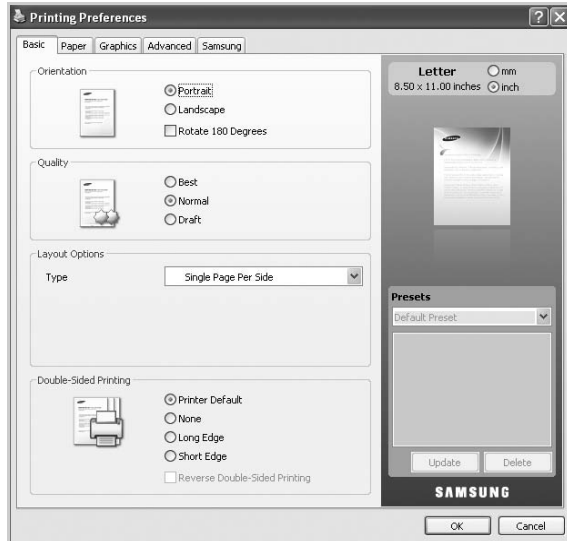 Printing Preferences
Basic Paper Graphics Advanced Samsung
Orientation
Portrait
Landscape
Rotate 180 Degrees
Quality
Best
Normal
Draft
Layout Options
Type Single Page Per Side
Double-Sided Printing
Printer Default
None
Long Edge
Short Edge
Reverse Double-Sided Printing
Letter mm
8.50 x 11.00 inches inch
Presets
Default Preset
Update Delete
SAMSUNG
OK Cancel